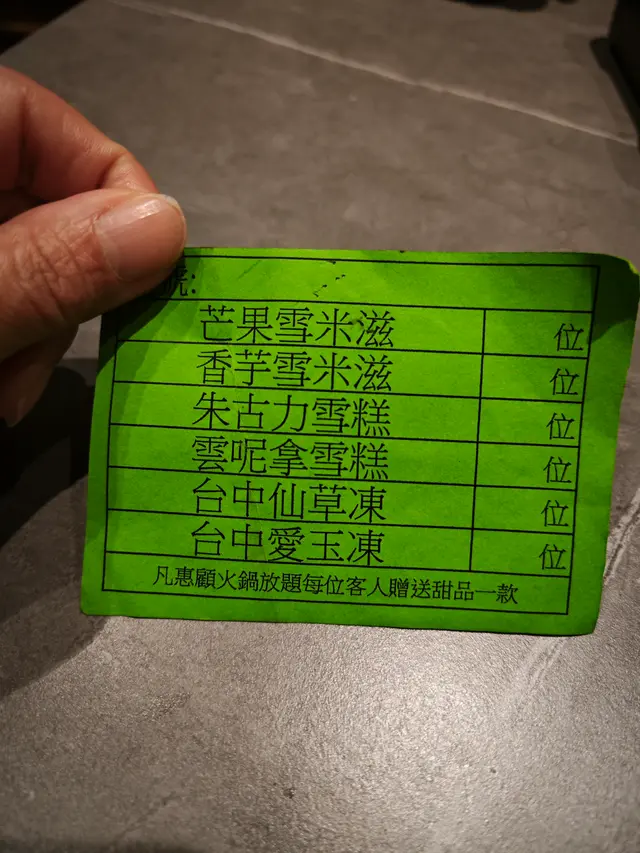 號:
芒果雪米滋 位
香芋雪米滋 位
朱古力雪糕 位
雲呢拿雪糕 位
台中仙草凍 位
台中愛玉凍 位
凡惠顧火鍋放題每位客人贈送甜品一款